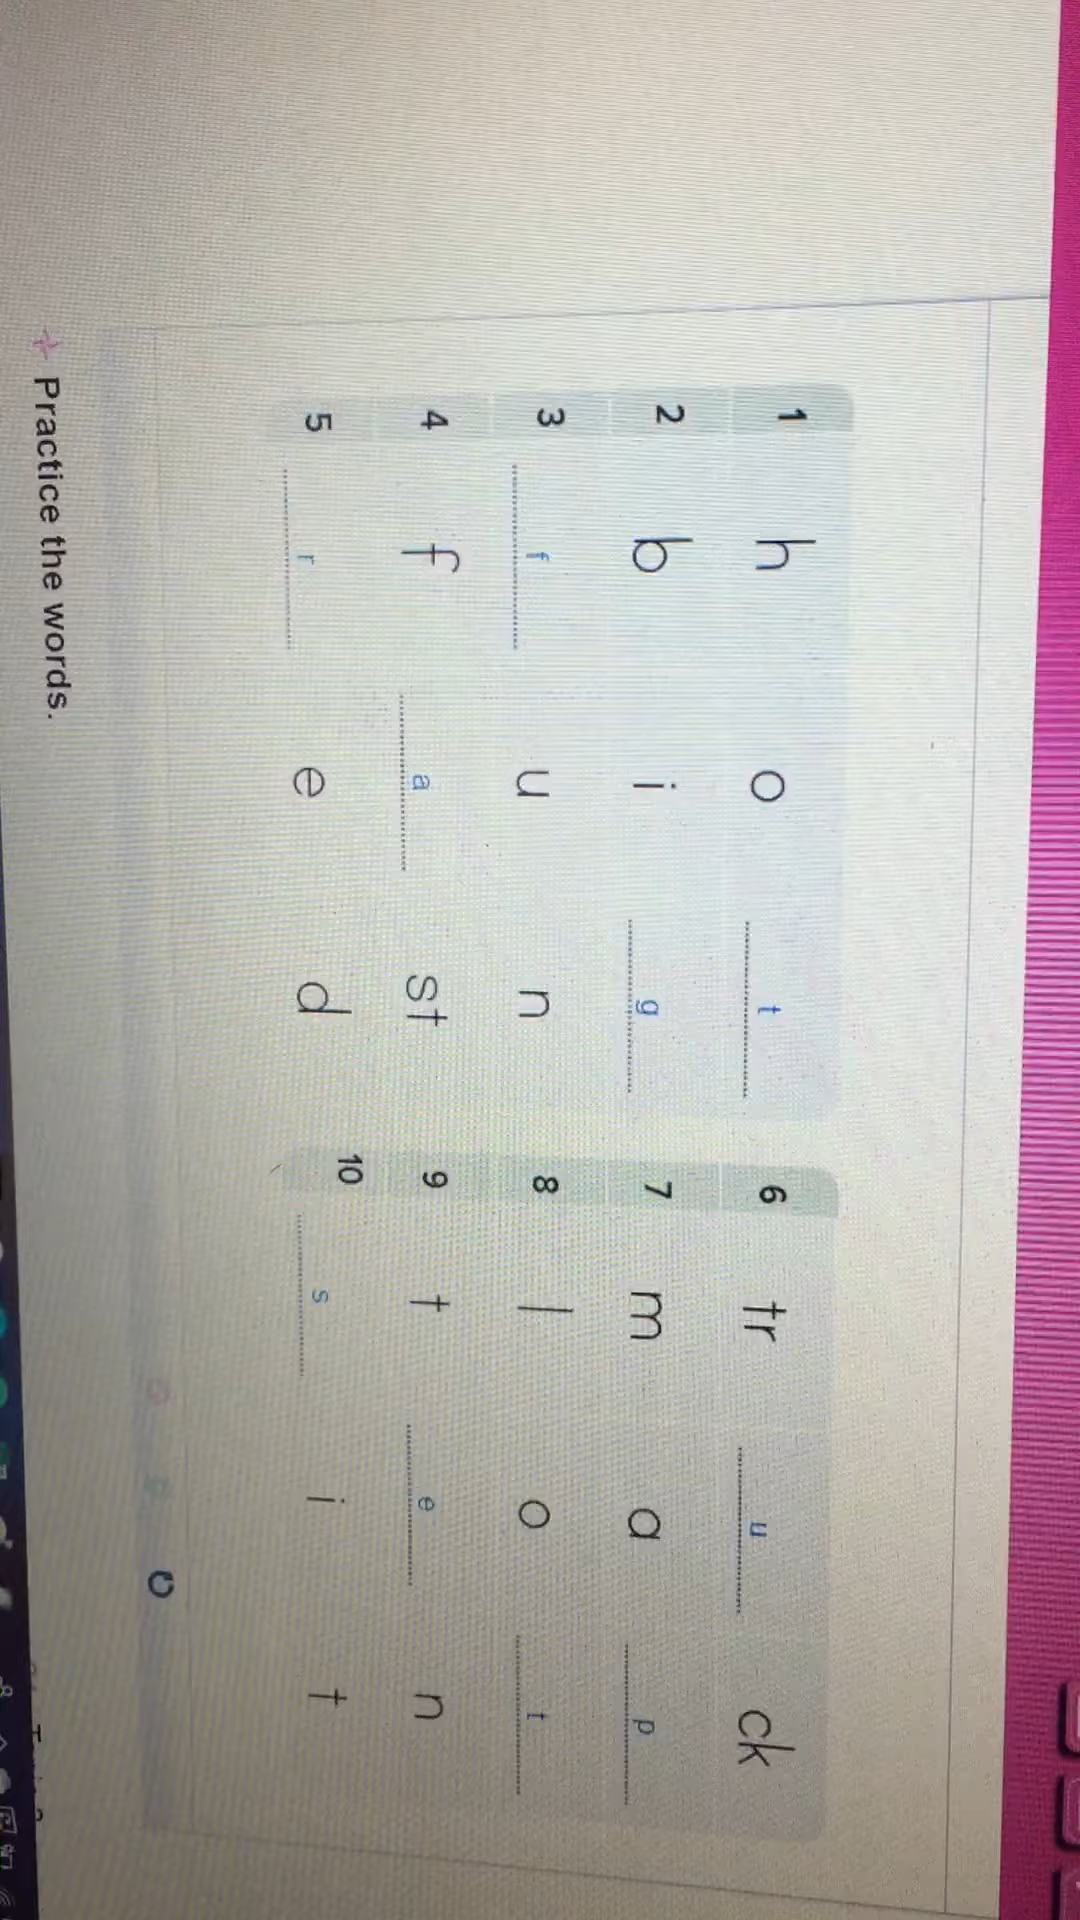 1 h o t
2 b i g
3 f u n
4 f a st
5 r e d
6 tr u ck
7 m a p
8 l o t
9 t e n
10 s i t
Practice the words.